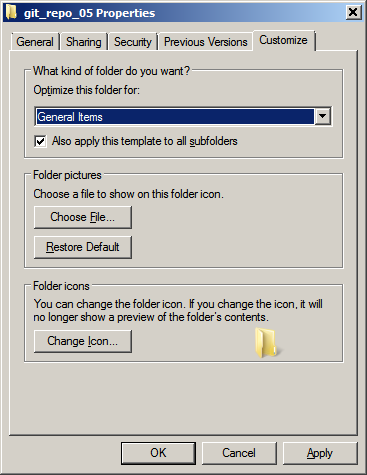 git_repo_05 Properties
General Sharing Security Previous Versions Customize
What kind of folder do you want?
Optimize this folder for:
General Items
Also apply this template to all subfolders
Folder pictures
Choose a file to show on this folder icon.
Choose File...
Restore Default
Folder icons
You can change the folder icon. If you change the icon, it will
no longer show a preview of the folder's contents.
Change Icon...
OK Cancel Apply